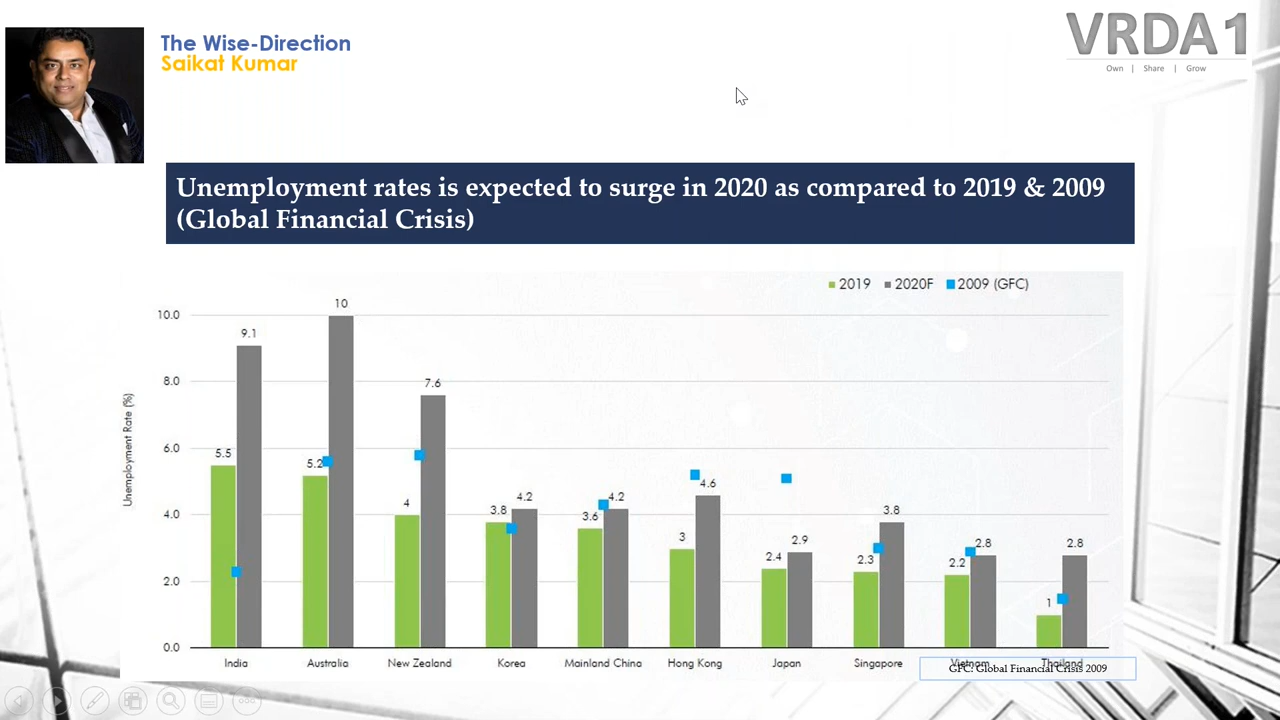 The Wise-Direction
Saikat Kumar
VRDA1
Own | Share | Grow
Unemployment rates is expected to surge in 2020 as compared to 2019 & 2009
(Global Financial Crisis)
2019 2020F 2009 (GFC)
Unemployment Rate (%)
10.0
8.0
6.0
4.0
2.0
0.0
5.5 9.1
5.2 10
4 7.6
3.8 4.2
3.6 4.2
3 4.6
2.4 2.9
2.3 3.8
2.2 2.8
1 2.8
India Australia New Zealand Korea Mainland China Hong Kong Japan Singapore Vietnam Thailand
GFC: Global Financial Crisis 2009